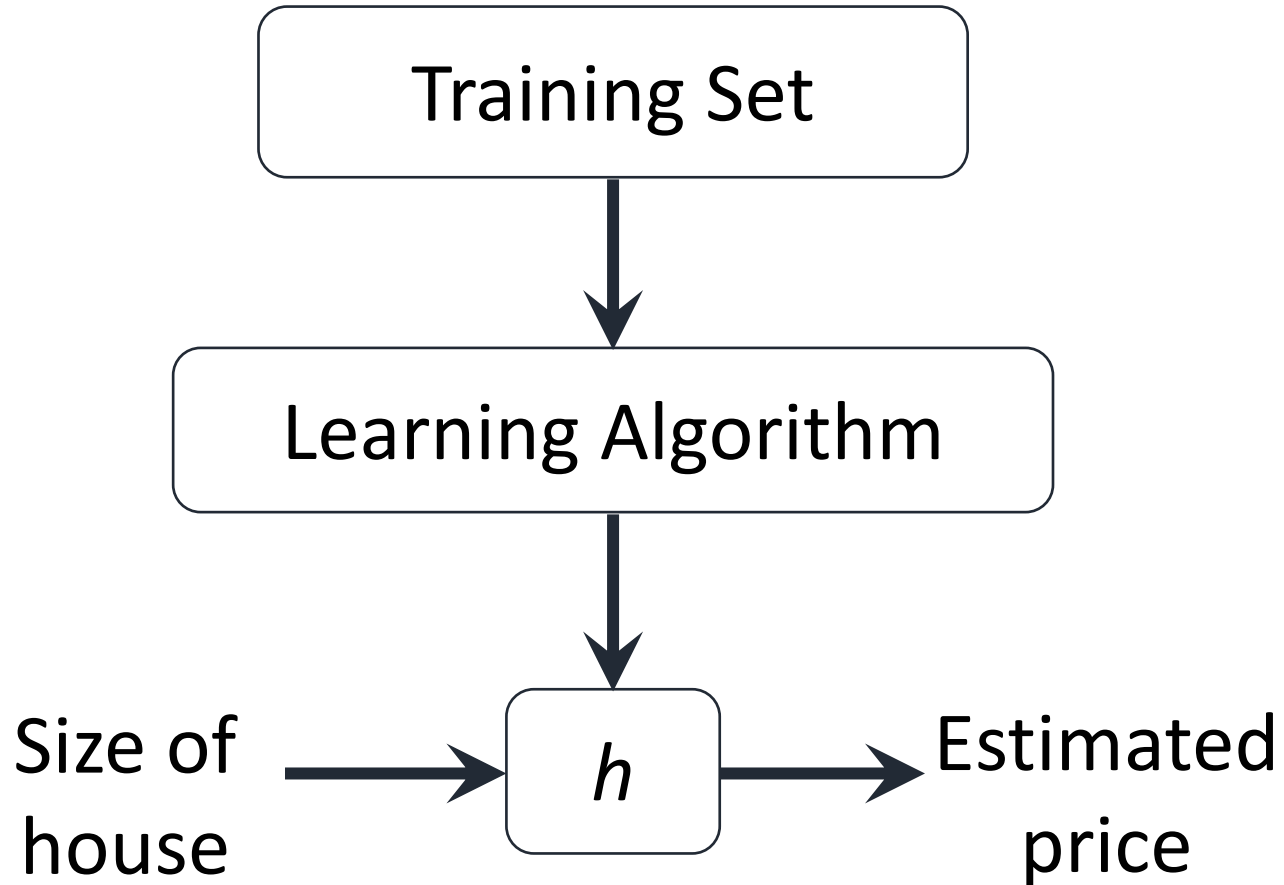 Training Set
Learning Algorithm
Size of
house
h
Estimated
price